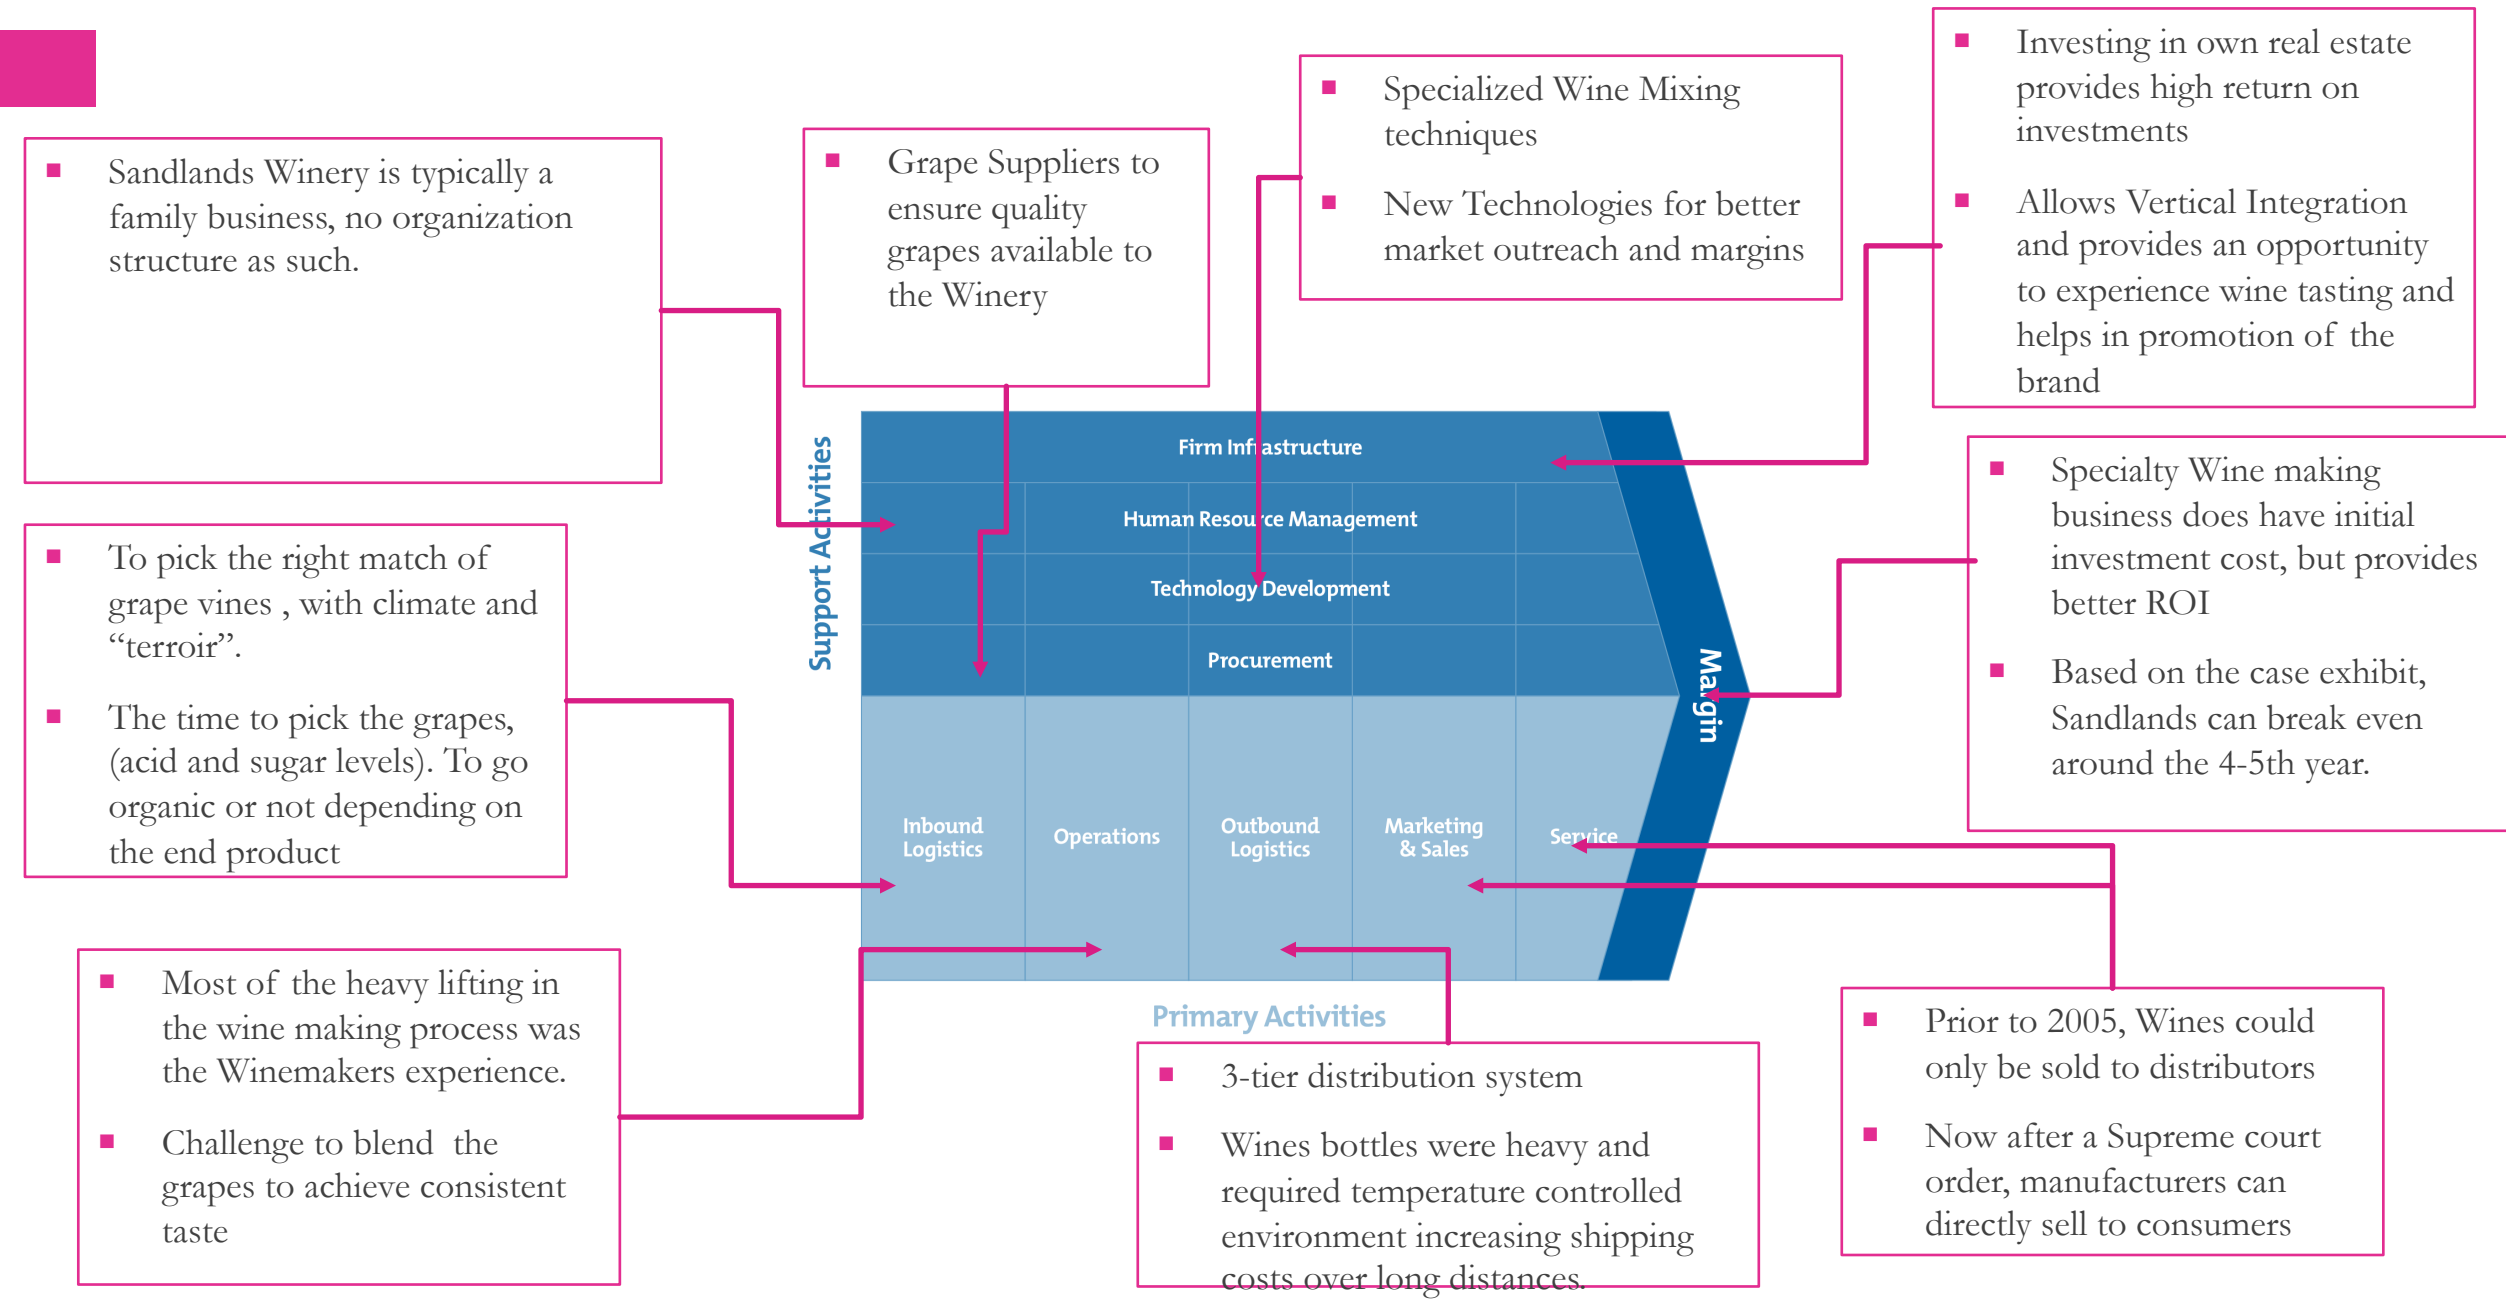 Sandlands Winery is typically a
family business, no organization
structure as such.
Grape Suppliers to
ensure quality
grapes available to
the Winery
Specialized Wine Mixing
techniques
New Technologies for better
market outreach and margins
Investing in own real estate
provides high return on
investments
Allows Vertical Integration
and provides an opportunity
to experience wine tasting and
helps in promotion of the
brand
To pick the right match of
grape vines , with climate and
“terroir”.
The time to pick the grapes,
(acid and sugar levels). To go
organic or not depending on
the end product
Support Activities
Firm Infrastructure
Human Resource Management
Technology Development
Procurement
Margin
Inbound
Logistics
Operations
Outbound
Logistics
Marketing
& Sales
Service
Primary Activities
Specialty Wine making
business does have initial
investment cost, but provides
better ROI
Based on the case exhibit,
Sandlands can break even
around the 4-5th year.
Most of the heavy lifting in
the wine making process was
the Winemakers experience.
Challenge to blend the
grapes to achieve consistent
taste
3-tier distribution system
Wines bottles were heavy and
required temperature controlled
environment increasing shipping
costs over long distances.
Prior to 2005, Wines could
only be sold to distributors
Now after a Supreme court
order, manufacturers can
directly sell to consumers